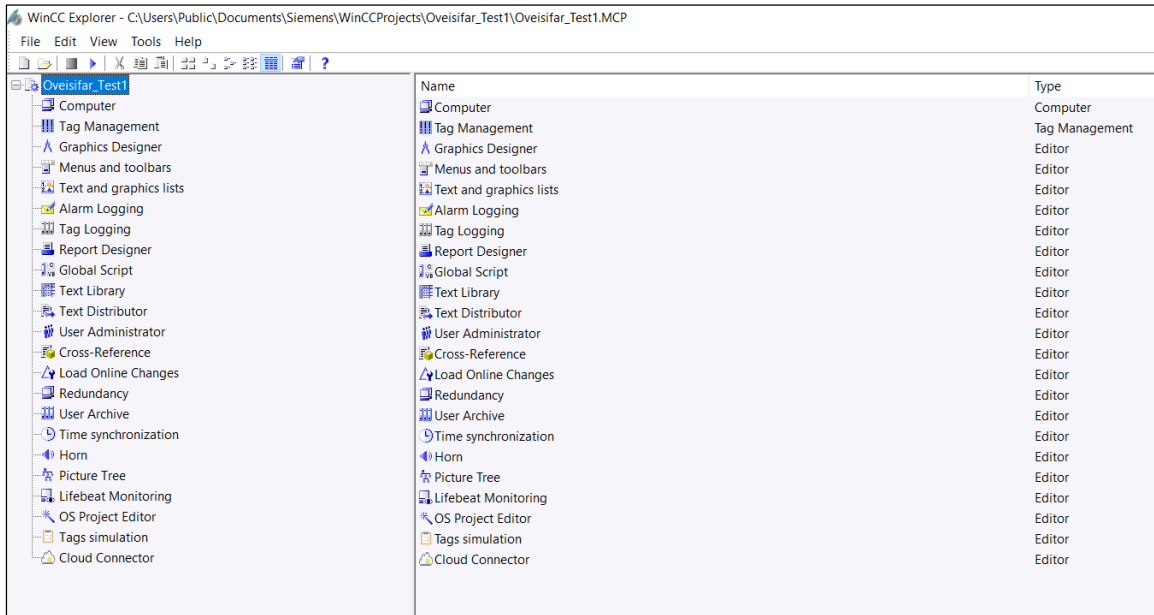 WinCC Explorer - C:\Users\Public\Documents\Siemens\WinCCProjects\Oveisifar_Test1\Oveisifar_Test1.MCP
File Edit View Tools Help
Oveisifar_Test1
Computer
Tag Management
Graphics Designer
Menus and toolbars
Text and graphics lists
Alarm Logging
Tag Logging
Report Designer
Global Script
Text Library
Text Distributor
User Administrator
Cross-Reference
Load Online Changes
Redundancy
User Archive
Time synchronization
Horn
Picture Tree
Lifebeat Monitoring
OS Project Editor
Tags simulation
Cloud Connector
Name Type
Computer Computer
Tag Management Tag Management
Graphics Designer Editor
Menus and toolbars Editor
Text and graphics lists Editor
Alarm Logging Editor
Tag Logging Editor
Report Designer Editor
Global Script Editor
Text Library Editor
Text Distributor Editor
User Administrator Editor
Cross-Reference Editor
Load Online Changes Editor
Redundancy Editor
User Archive Editor
Time synchronization Editor
Horn Editor
Picture Tree Editor
Lifebeat Monitoring Editor
OS Project Editor Editor
Tags simulation Editor
Cloud Connector Editor